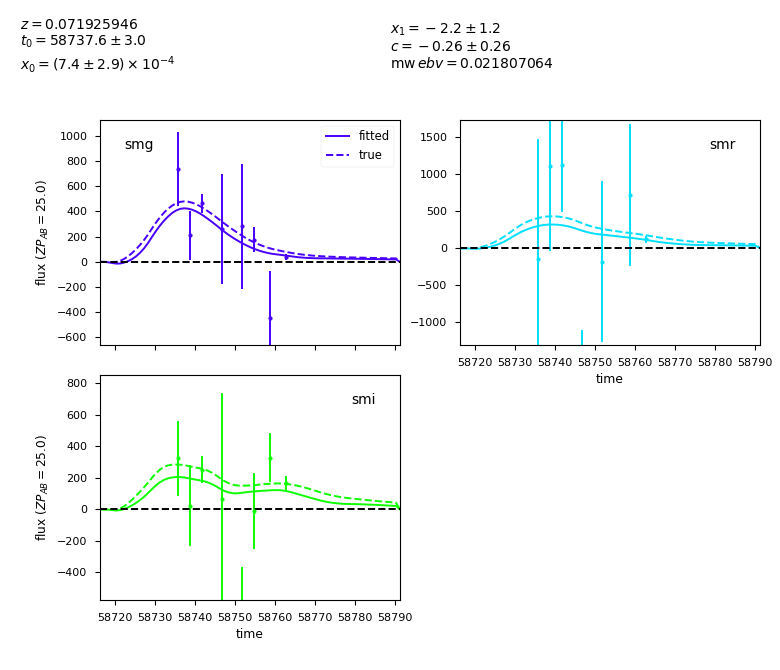 z = 0.071925946
t₀ = 58737.6 ± 3.0
x₀ = (7.4 ± 2.9) × 10⁻⁴
x₁ = −2.2 ± 1.2
c = −0.26 ± 0.26
mw ebv = 0.021807064
smg
fitted
true
1000
800
600
400
200
0
−200
−400
−600
flux (ZP_AB = 25.0)
smr
1500
1000
500
0
−500
−1000
58720 58730 58740 58750 58760 58770 58780 58790
time
smi
800
600
400
200
0
−200
−400
flux (ZP_AB = 25.0)
58720 58730 58740 58750 58760 58770 58780 58790
time